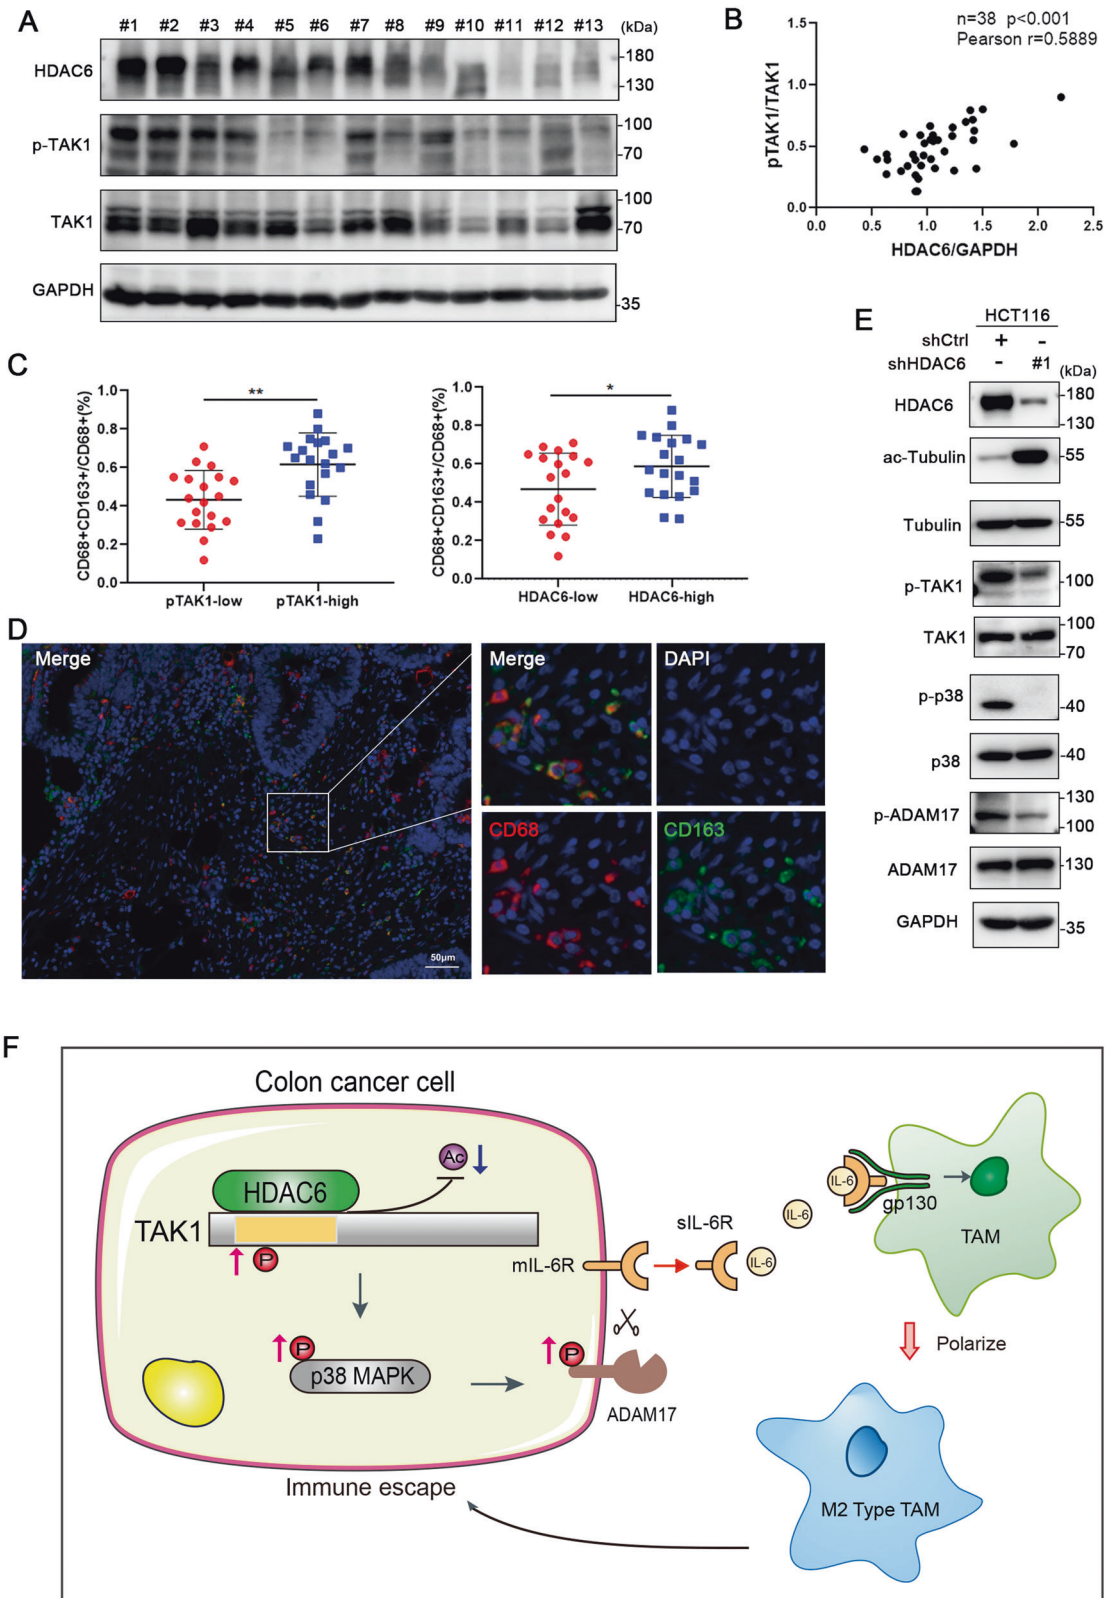 A
#1 #2 #3 #4 #5 #6 #7 #8 #9 #10 #11 #12 #13 (kDa)
HDAC6
-180
-130
p-TAK1
-100
-70
TAK1
-100
-70
GAPDH
-35
B
n=38 p<0.001
Pearson r=0.5889
pTAK1/TAK1
1.5
1.0
0.5
0.0
0.0 0.5 1.0 1.5 2.0 2.5
HDAC6/GAPDH
C
CD68+CD163+/CD68+(%)
1.0
0.8
0.6
0.4
0.2
0.0
**
pTAK1-low pTAK1-high
CD68+CD163+/CD68+(%)
1.0
0.8
0.6
0.4
0.2
0.0
*
HDAC6-low HDAC6-high
D
Merge
50μm
Merge
DAPI
CD68
CD163
E
HCT116
shCtrl + -
shHDAC6 - #1 (kDa)
HDAC6
-180
-130
ac-Tubulin
-55
Tubulin
-55
p-TAK1
-100
TAK1
-100
-70
p-p38
-40
p38
-40
p-ADAM17
-130
-100
ADAM17
-130
GAPDH
-35
F
Colon cancer cell
Ac
HDAC6
TAK1
P
P
p38 MAPK
P
ADAM17
mIL-6R
sIL-6R
IL-6
IL-6
IL-6
gp130
TAM
Polarize
M2 Type TAM
Immune escape